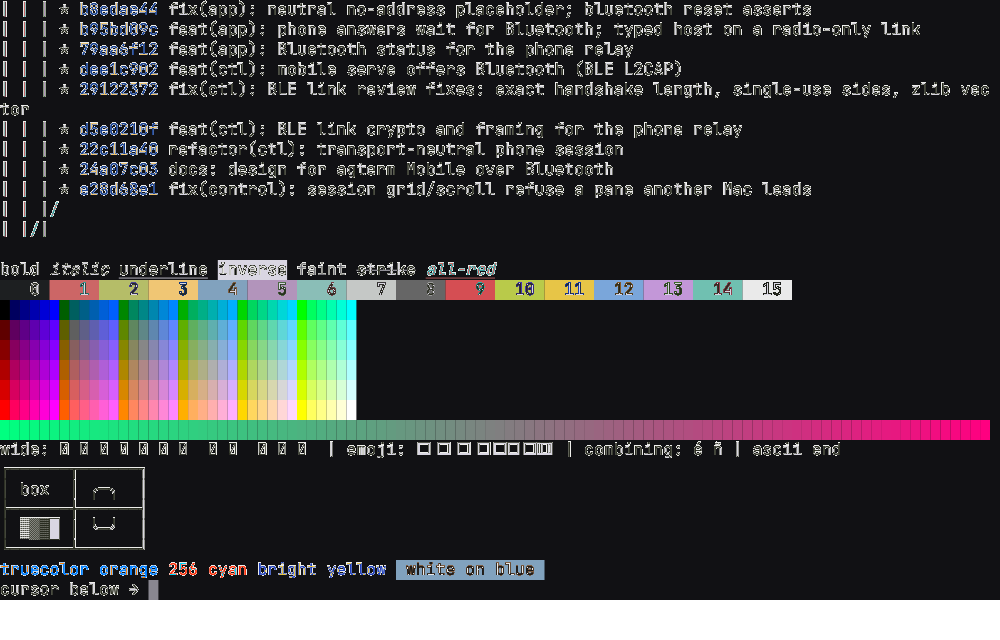 | | | * b8edae44 fix(app): neutral no-address placeholder; bluetooth reset asserts
| | | * b95bd09c feat(app): phone answers wait for Bluetooth; typed host on a radio-only link
| | | * 79aa6f12 feat(app): Bluetooth status for the phone relay
| | | * dee1c902 feat(ctl): mobile serve offers Bluetooth (BLE L2CAP)
| | | * 29122372 fix(ctl): BLE link review fixes: exact handshake length, single-use sides, zlib vec
tor
| | | * d5e0210f feat(ctl): BLE link crypto and framing for the phone relay
| | | * 22c11a40 refactor(ctl): transport-neutral phone session
| | | * 24a07c03 docs: design for agterm Mobile over Bluetooth
| | | * e20d68e1 fix(control): session grid/scroll refuse a pane another Mac leads
| | |/
| |/|
bold italic underline inverse faint strike all-red
0 1 2 3 4 5 6 7 8 9 10 11 12 13 14 15
wide: | emoji: | combining: é ñ | ascii end
box
truecolor orange 256 cyan bright yellow white on blue
cursor below →